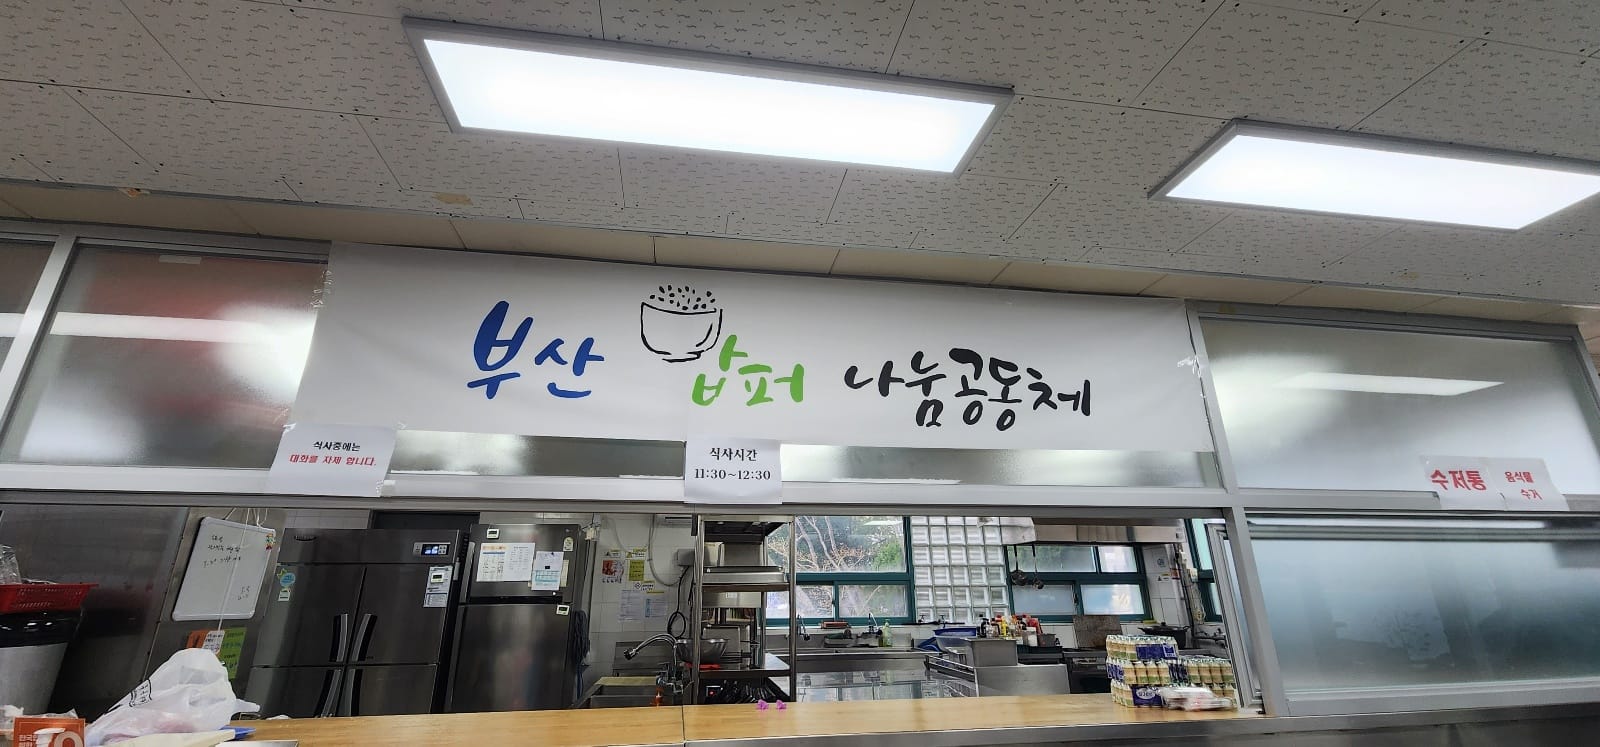 부산 밥퍼 나눔공동체
식사중에는
대화를 자제 합니다.
식사시간
11:30~12:30
수저통
음식물
수거